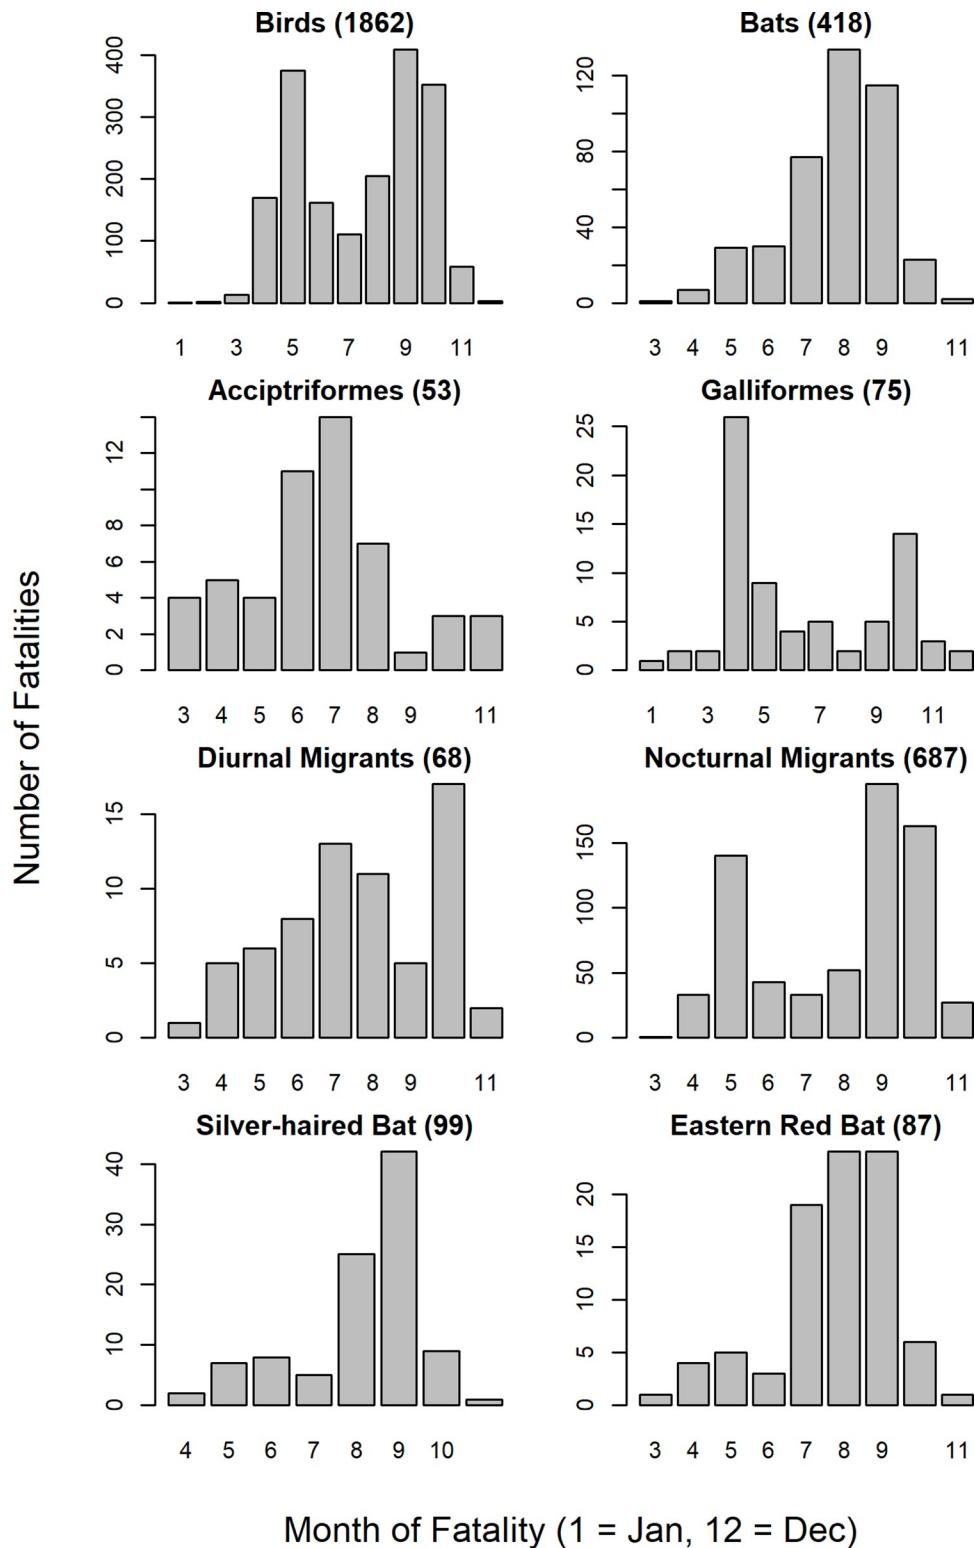 Birds (1862)
0 100 200 300 400
1 3 5 7 9 11
Bats (418)
0 40 80 120
3 4 5 6 7 8 9 11
Acciptriformes (53)
0 2 4 6 8 12
3 4 5 6 7 8 9 11
Galliformes (75)
0 5 10 15 20 25
1 3 5 7 9 11
Number of Fatalities
Diurnal Migrants (68)
0 5 10 15
3 4 5 6 7 8 9 11
Nocturnal Migrants (687)
0 50 100 150
3 4 5 6 7 8 9 11
Silver-haired Bat (99)
0 10 20 30 40
4 5 6 7 8 9 10
Eastern Red Bat (87)
0 5 10 15 20
3 4 5 6 7 8 9 11
Month of Fatality (1 = Jan, 12 = Dec)